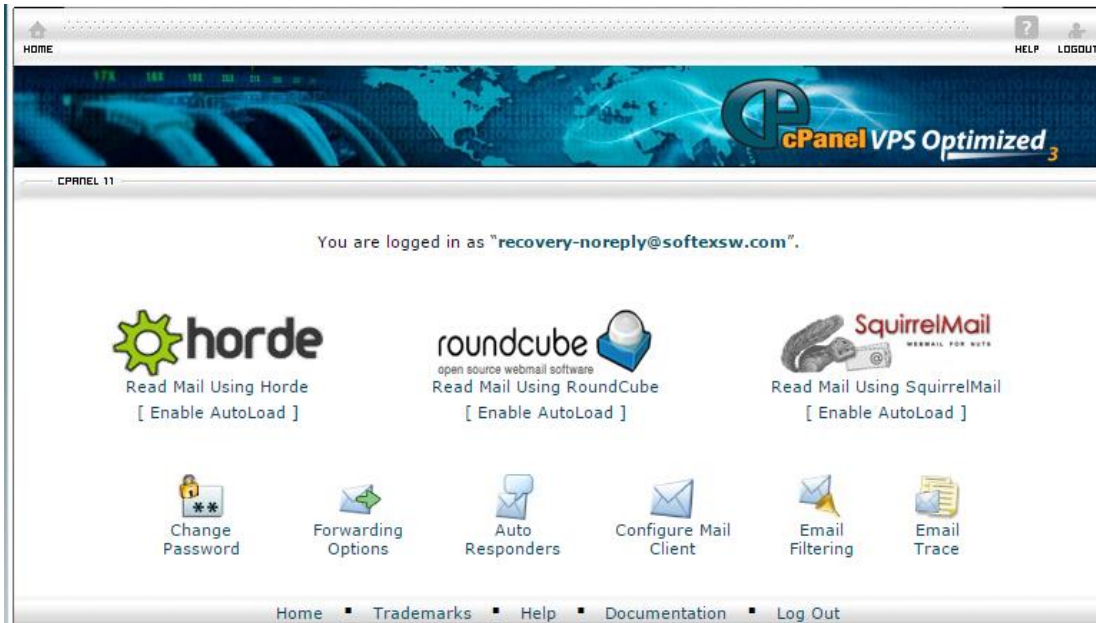 HOME
HELP LOGOUT
cPanel VPS Optimized 3
CPANEL 11
You are logged in as "recovery-noreply@softexsw.com".
horde
roundcube
open source webmail software
SquirrelMail
WEBMAIL FOR NUTS
Read Mail Using Horde
Read Mail Using RoundCube
Read Mail Using SquirrelMail
[ Enable AutoLoad ]
[ Enable AutoLoad ]
[ Enable AutoLoad ]
Change
Password
Forwarding
Options
Auto
Responders
Configure Mail
Client
Email
Filtering
Email
Trace
Home ▪ Trademarks ▪ Help ▪ Documentation ▪ Log Out